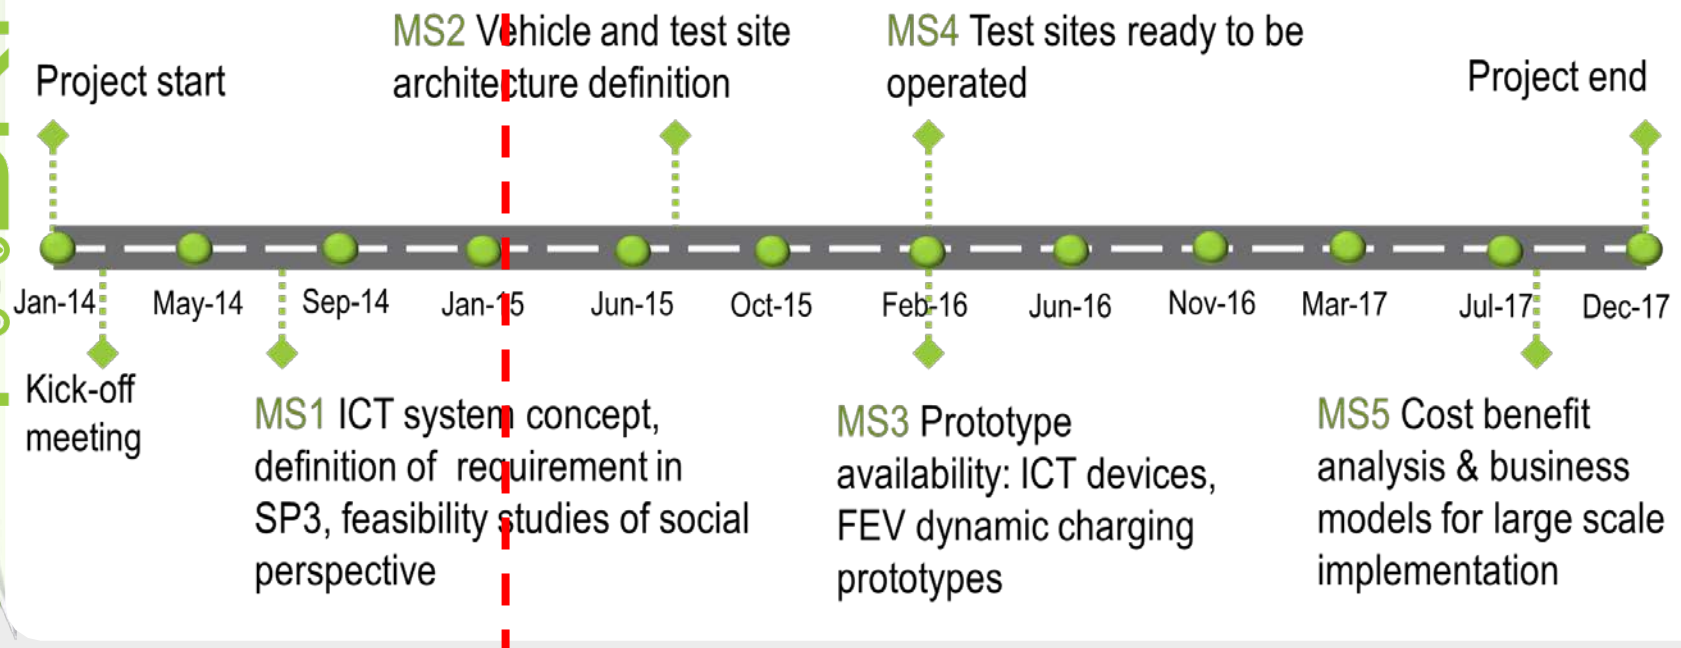 MS2 Vehicle and test site
architecture definition
MS4 Test sites ready to be
operated
Project start
Project end
Jan-14
May-14
Sep-14
Jan-15
Jun-15
Oct-15
Feb-16
Jun-16
Nov-16
Mar-17
Jul-17
Dec-17
Kick-off
meeting
MS1 ICT system concept,
definition of requirement in
SP3, feasibility studies of social
perspective
MS3 Prototype
availability: ICT devices,
FEV dynamic charging
prototypes
MS5 Cost benefit
analysis & business
models for large scale
implementation